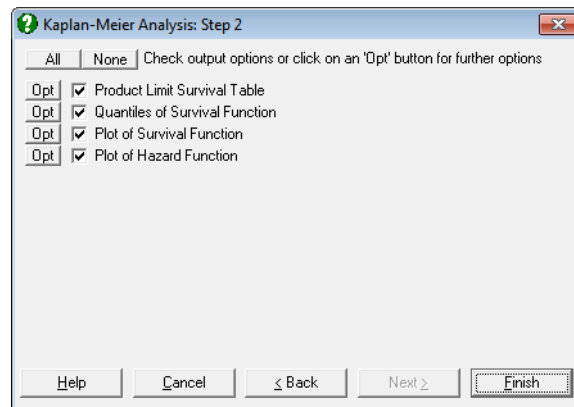 Kaplan-Meier Analysis: Step 2
All None Check output options or click on an 'Opt' button for further options
Opt Product Limit Survival Table
Opt Quantiles of Survival Function
Opt Plot of Survival Function
Opt Plot of Hazard Function
Help Cancel < Back Next > Finish